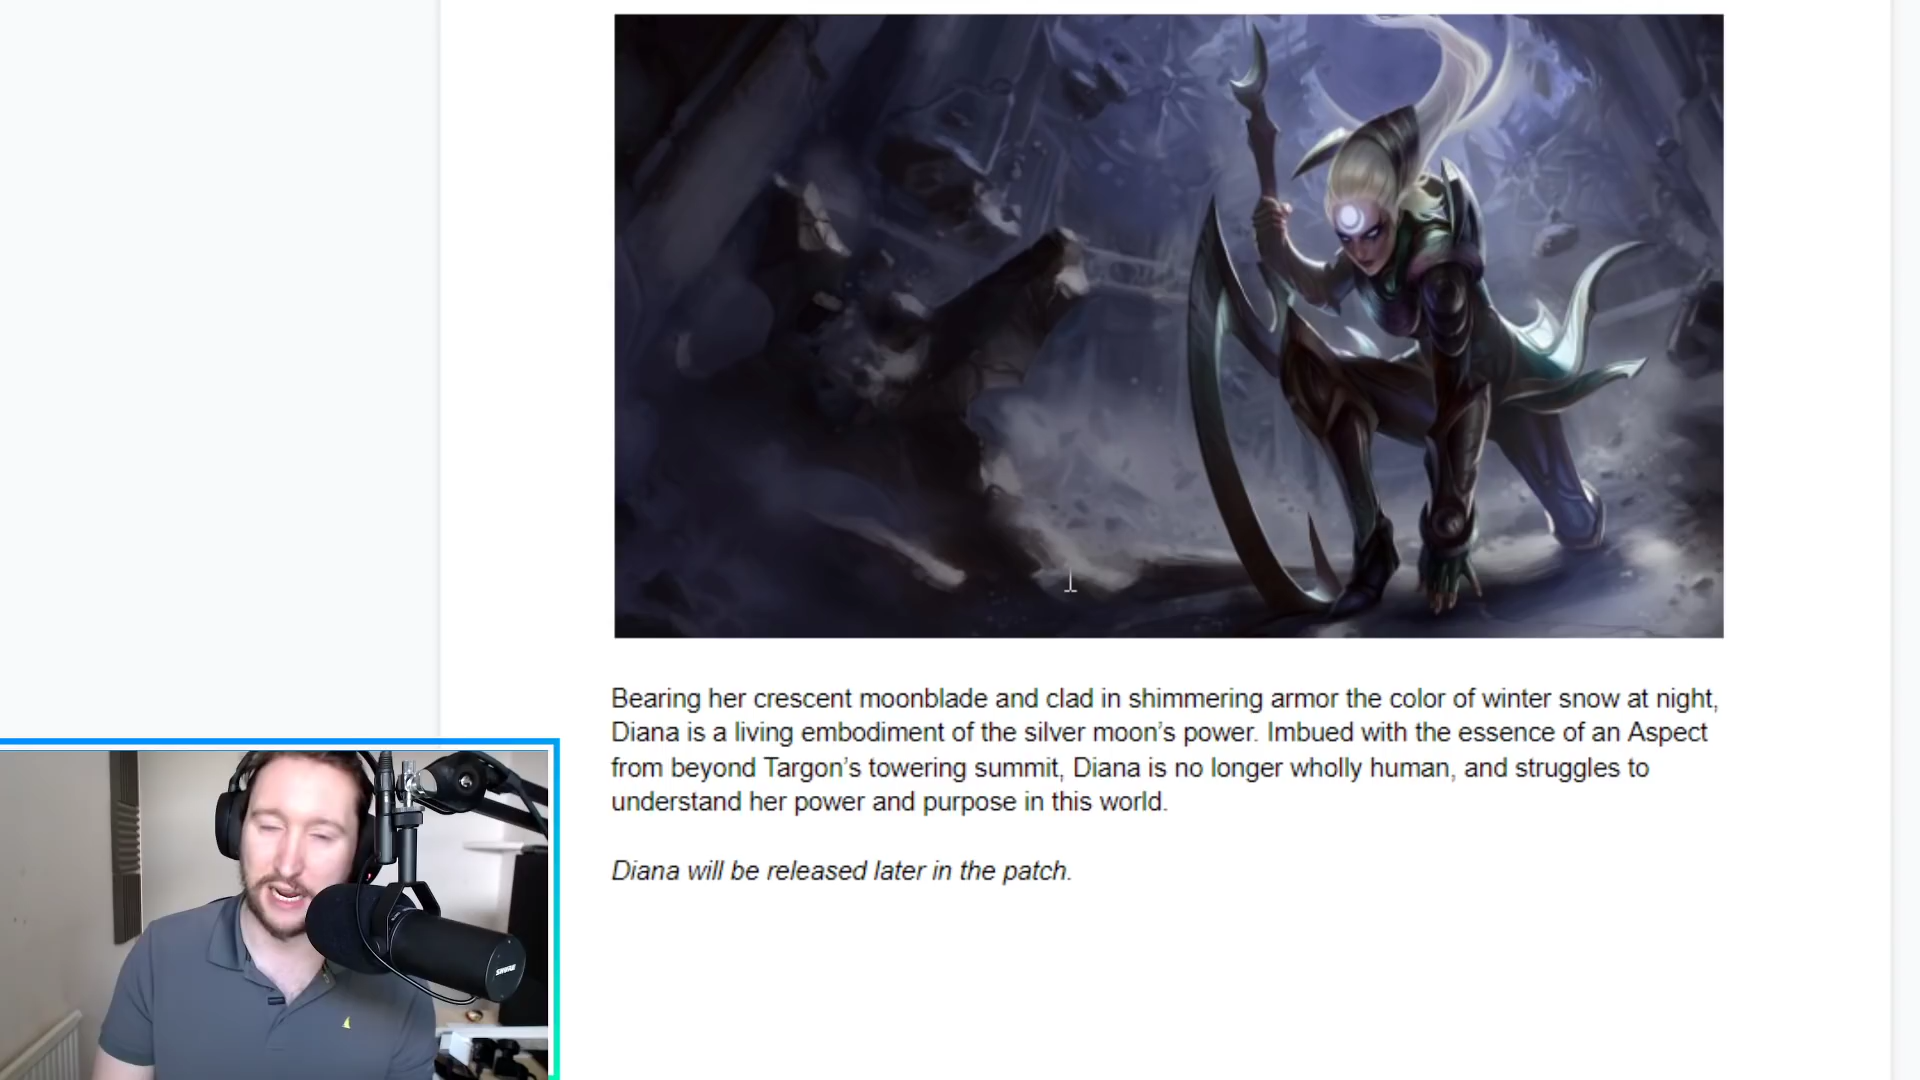 Bearing her crescent moonblade and clad in shimmering armor the color of winter snow at night,
Diana is a living embodiment of the silver moon’s power. Imbued with the essence of an Aspect
from beyond Targon’s towering summit, Diana is no longer wholly human, and struggles to
understand her power and purpose in this world.
Diana will be released later in the patch.
SHURE